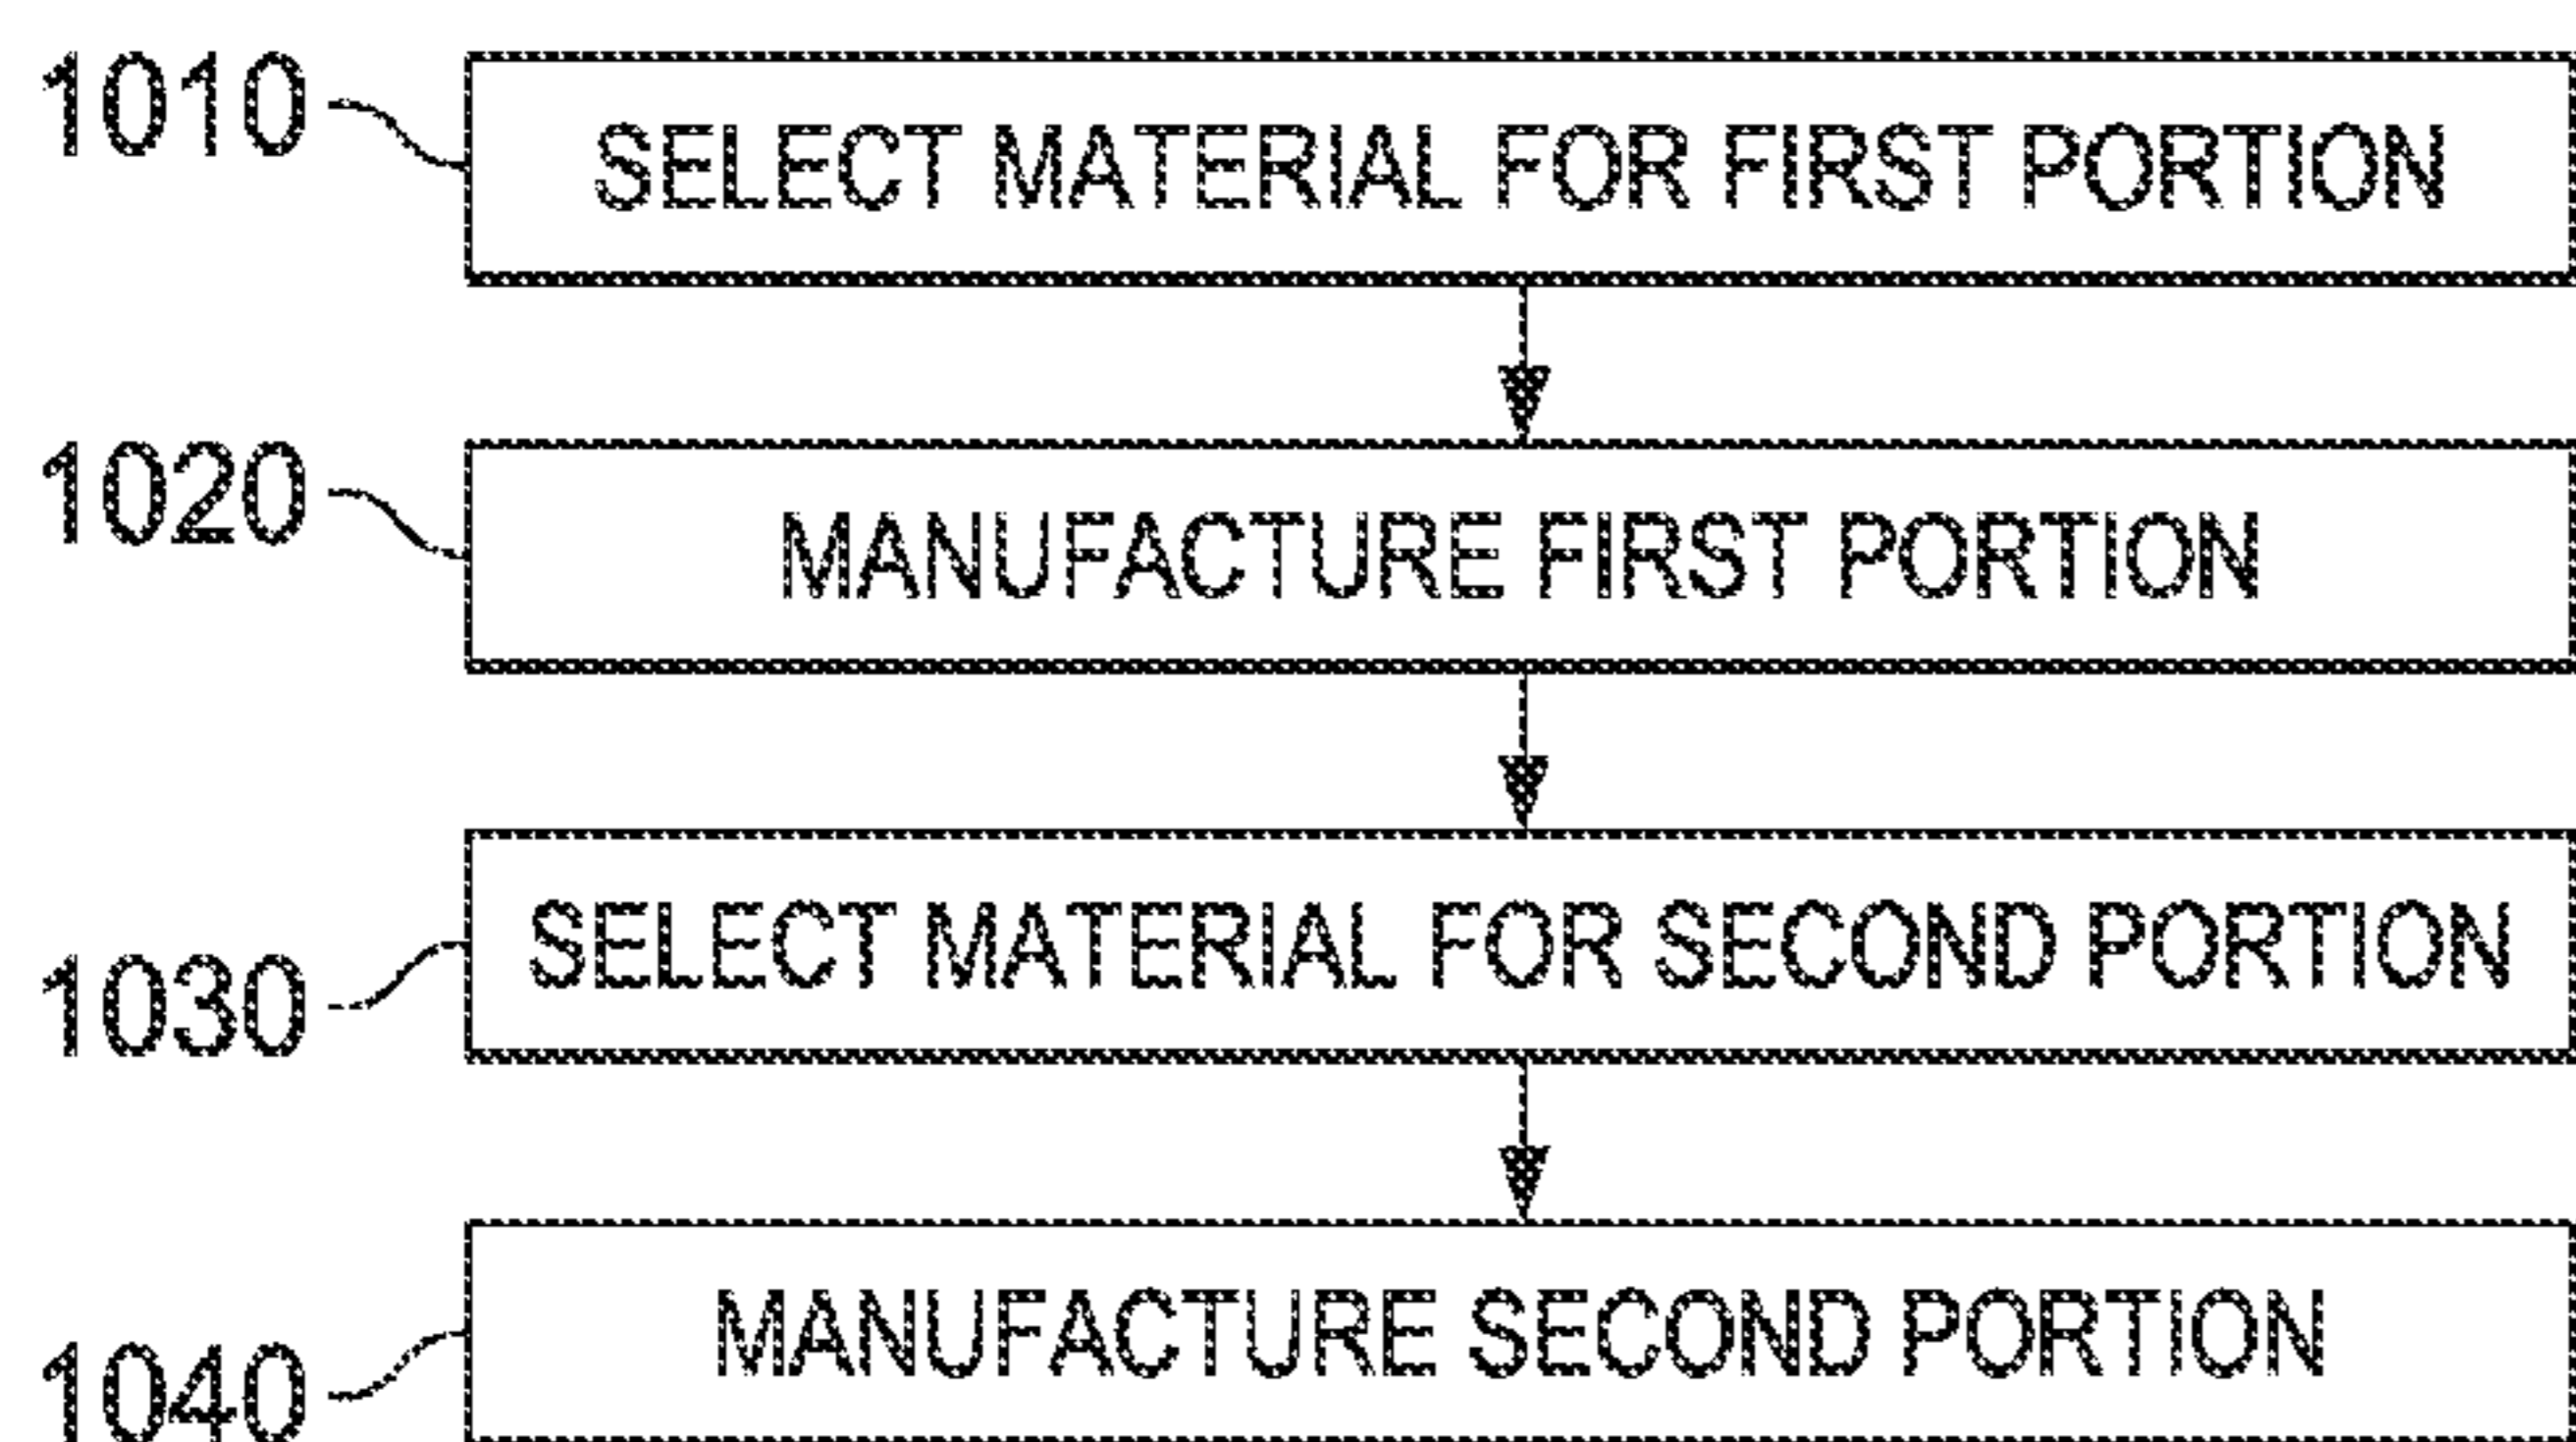 1010
SELECT MATERIAL FOR FIRST PORTION
1020
MANUFACTURE FIRST PORTION
1030
SELECT MATERIAL FOR SECOND PORTION
1040
MANUFACTURE SECOND PORTION